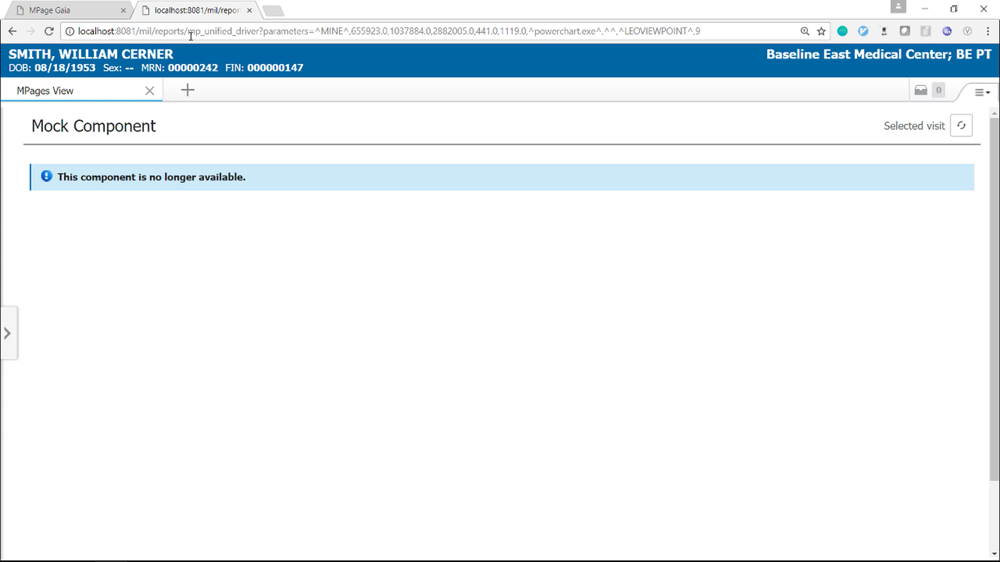 MPage Gaia
localhost:8081/mil/repor
localhost:8081/mil/reports/mp_unified_driver?parameters=^MINE^,655923.0,1037884.0,2882005.0,441.0,1119.0,^powerchart.exe^,^^,^LEOVIEWPOINT^,9
SMITH, WILLIAM CERNER
Baseline East Medical Center; BE PT
DOB: 08/18/1953 Sex: -- MRN: 00000242 FIN: 000000147
MPages View
0
Mock Component
Selected visit
This component is no longer available.